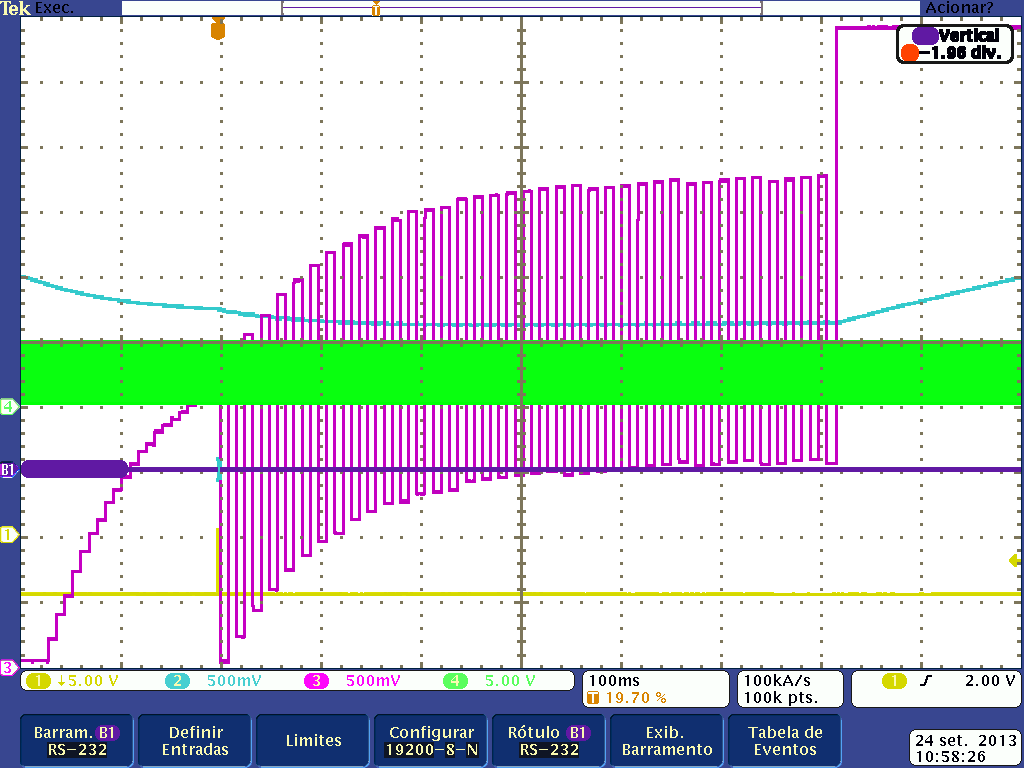 Tek Exec.
Acionar?
Vertical
−1.96 div.
4
B1
1
3
1 ↓5.00 V
2 500mV
3 500mV
4 5.00 V
100ms
T 19.70 %
100kA/s
100k pts.
1 2.00 V
Barram. B1
RS-232
Definir
Entradas
Limites
Configurar
19200-8-N
Rótulo B1
RS-232
Exib.
Barramento
Tabela de
Eventos
24 set. 2013
10:58:26